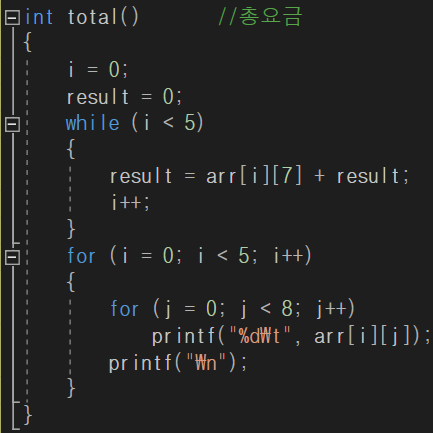 int total() //총요금
{
i = 0;
result = 0;
while (i < 5)
{
result = arr[i][7] + result;
i++;
}
for (i = 0; i < 5; i++)
{
for (j = 0; j < 8; j++)
printf("%d₩t", arr[i][j]);
printf("₩n");
}
}